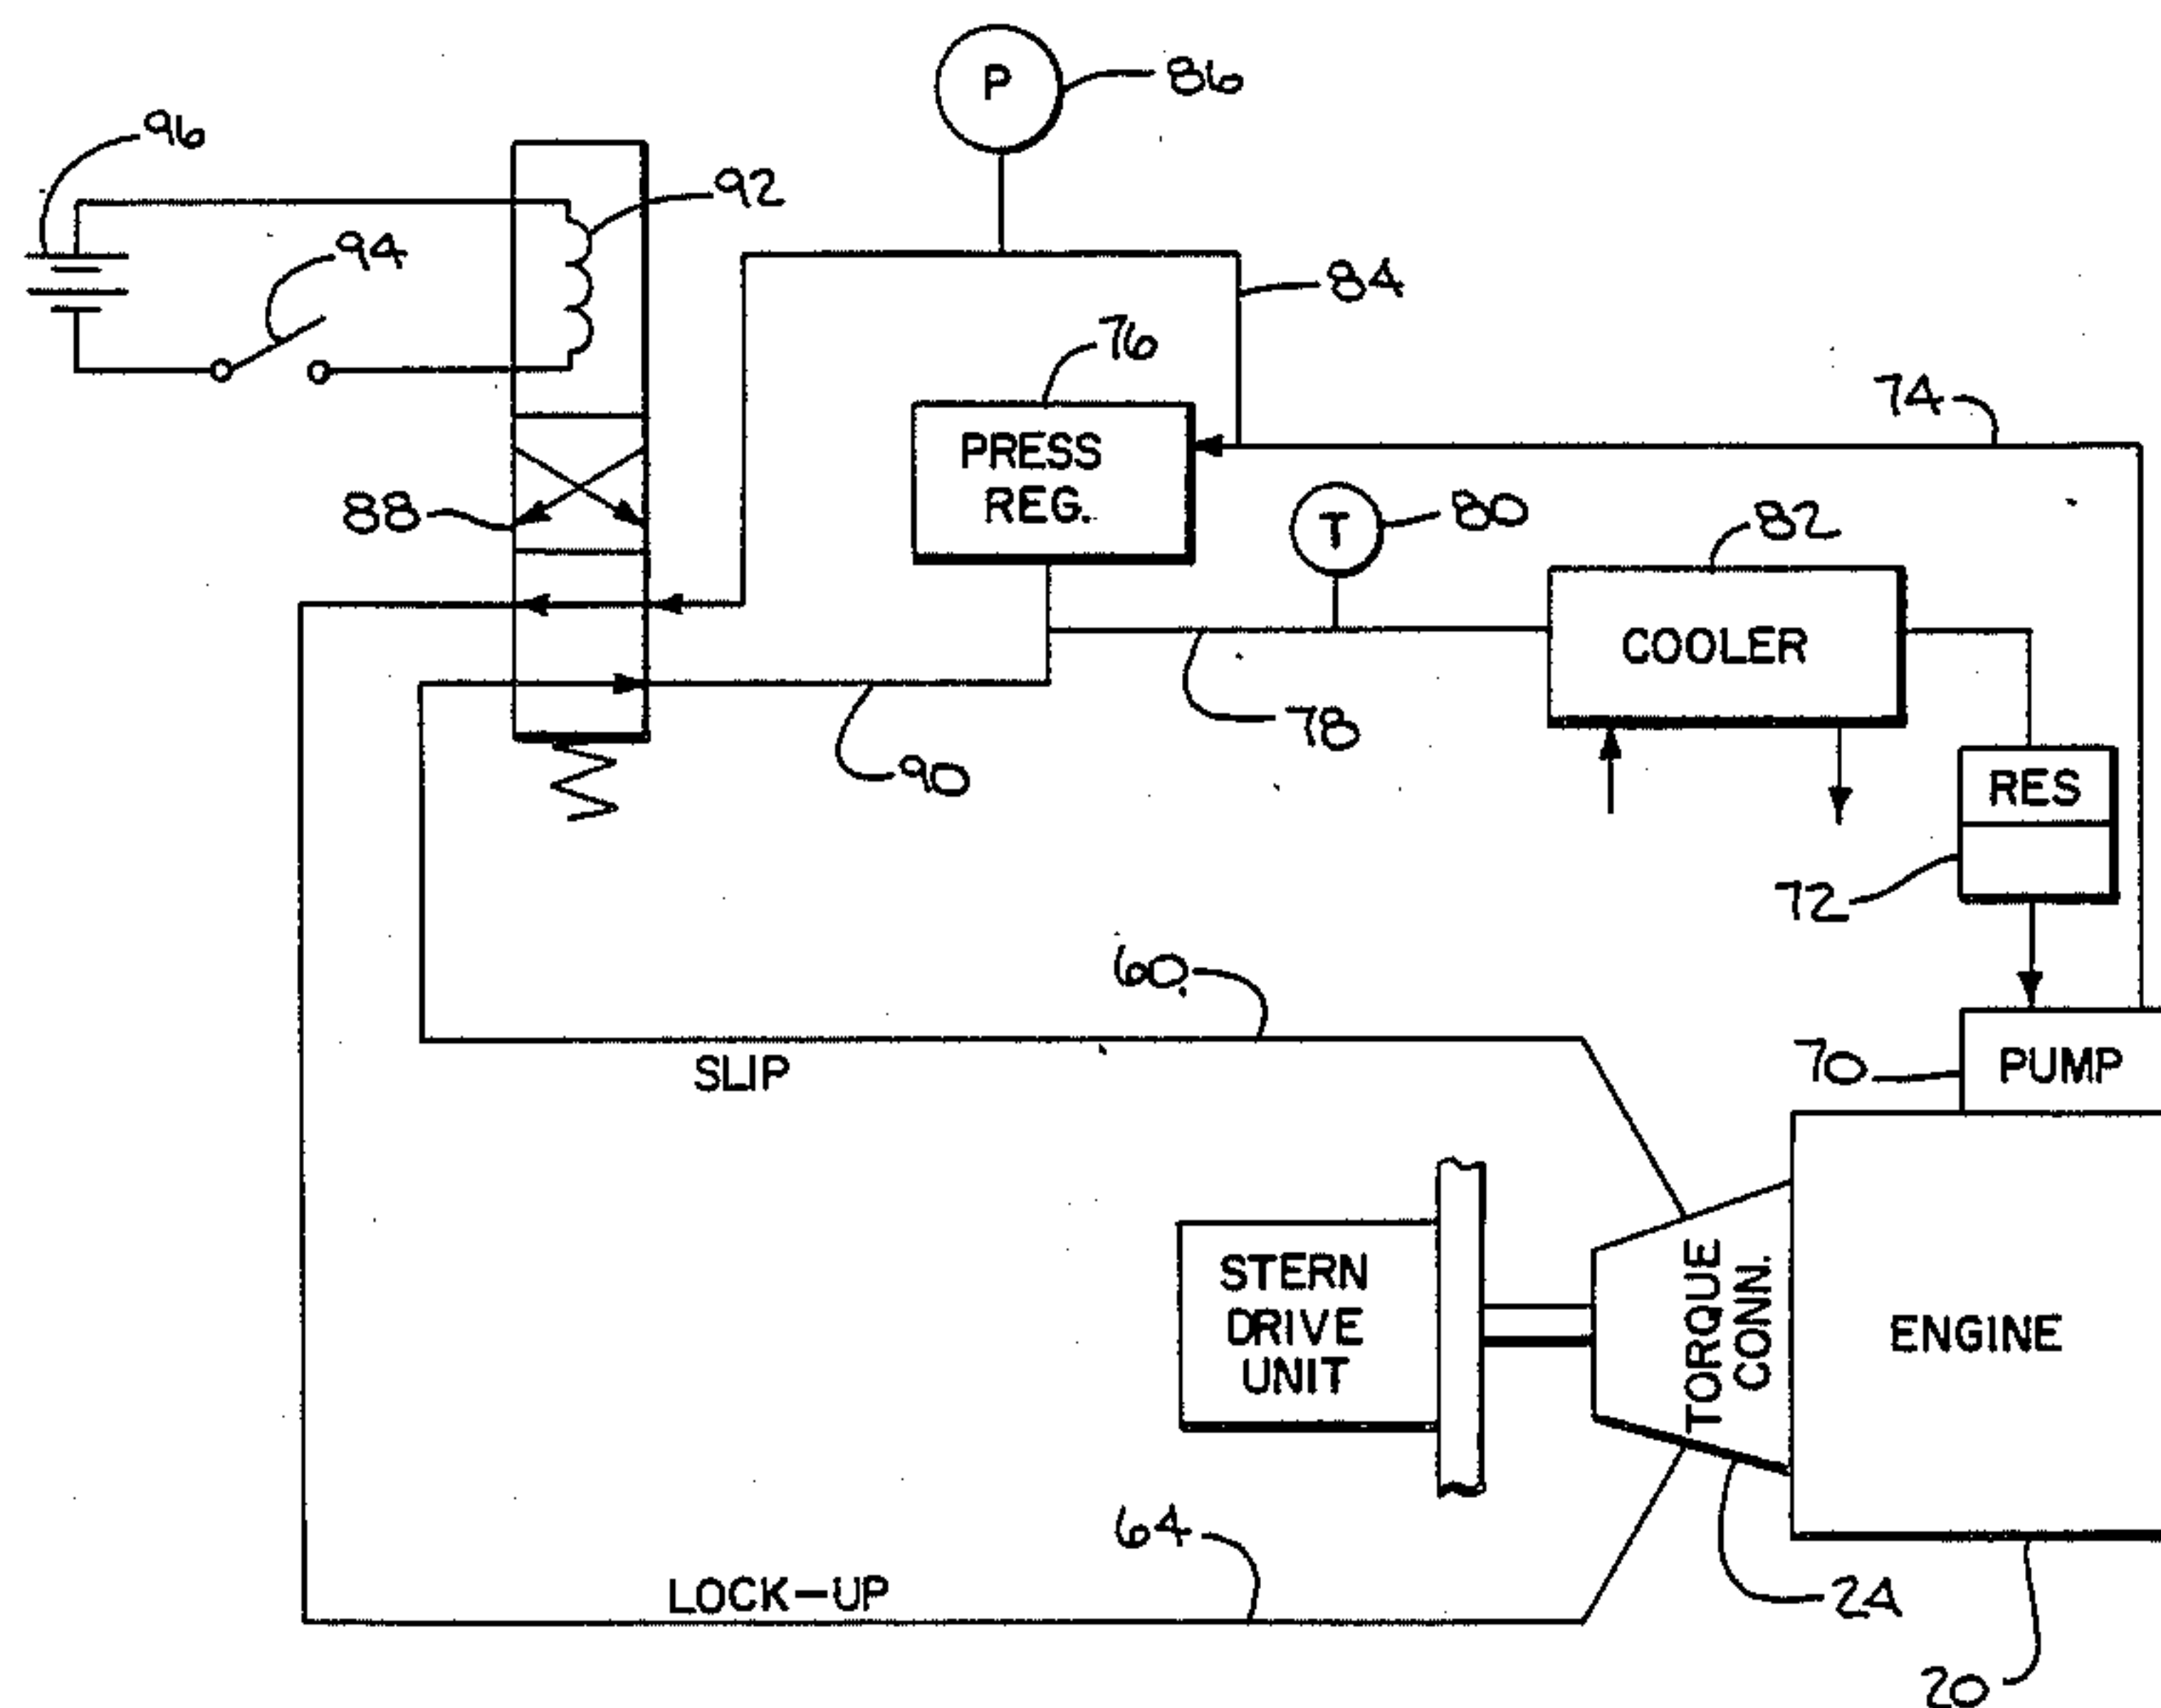 P
86
96
92
94
84
76
74
PRESS
REG.
88
T
80
82
COOLER
78
90
RES
72
60
SLIP
70
PUMP
STERN
DRIVE
UNIT
TORQUE
CONN.
ENGINE
64
LOCK-UP
24
20